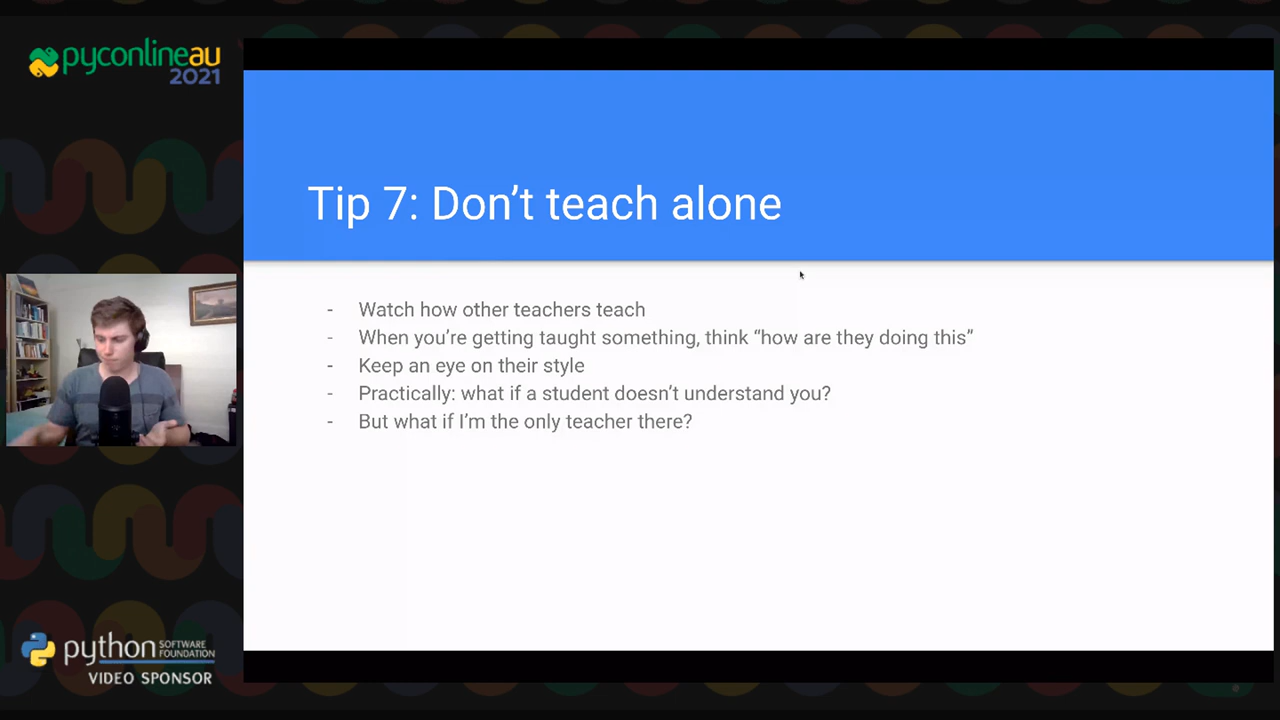 pyconlineau
2021
Tip 7: Don’t teach alone
- Watch how other teachers teach
- When you’re getting taught something, think “how are they doing this”
- Keep an eye on their style
- Practically: what if a student doesn’t understand you?
- But what if I’m the only teacher there?
python SOFTWARE FOUNDATION
VIDEO SPONSOR